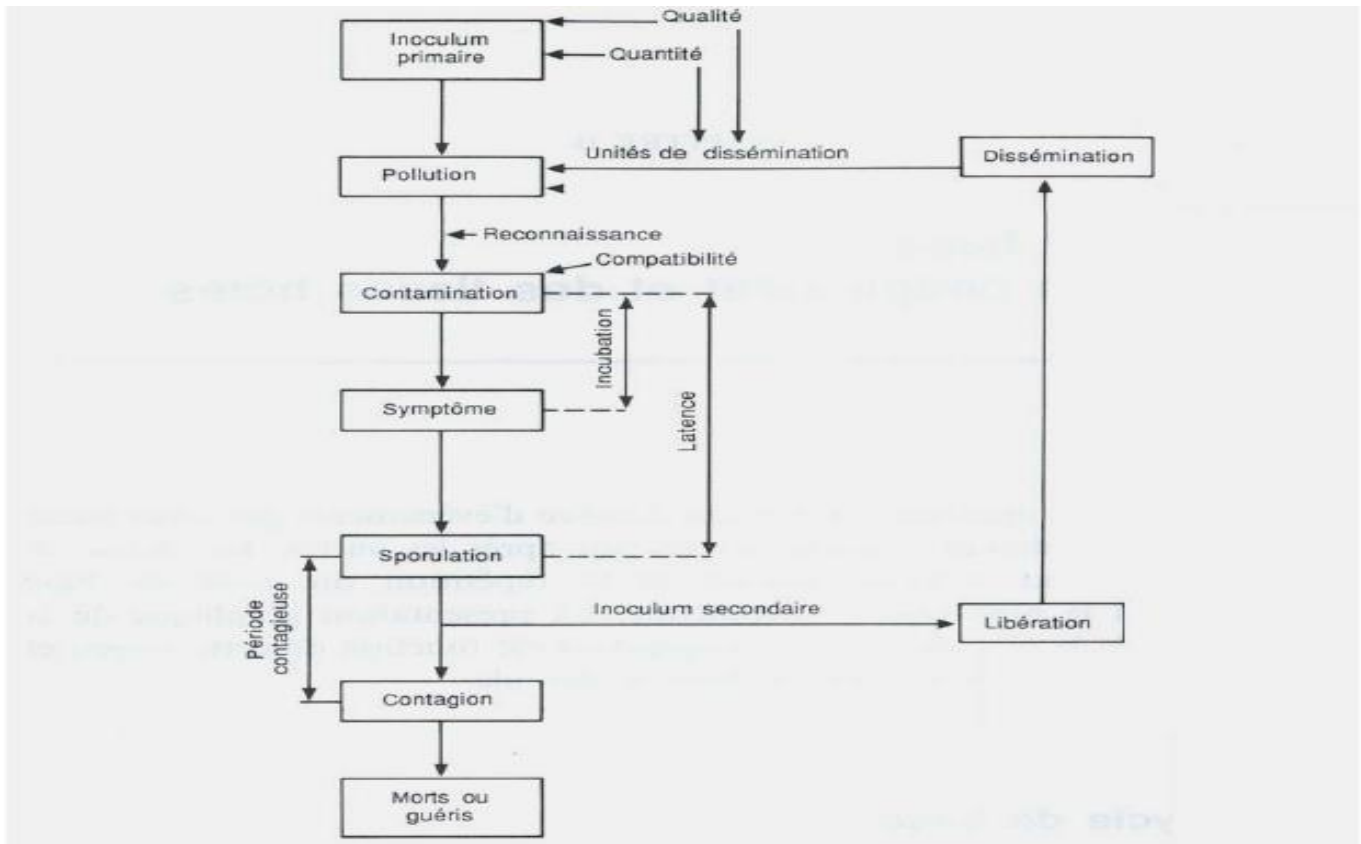 Qualité
Inoculum
primaire
Quantité
Unités de dissémination
Dissémination
Pollution
Reconnaissance
Compatibilité
Contamination
Incubation
Symptôme
Latence
Sporulation
Période
contagieuse
Inoculum secondaire
Libération
Contagion
Morts ou
guéris